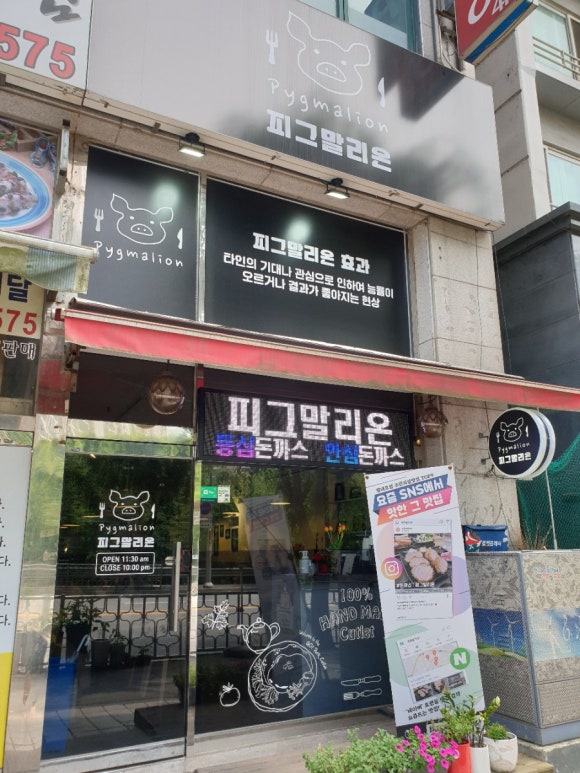 575
Pygmalion
피그말리온
Pygmalion
피그말리온 효과
타인의 기대나 관심으로 인하여 능률이
오르거나 결과가 좋아지는 현상
575
판매
피그말리온
등심돈까스 안심돈까스
Pygmalion
피그말리온
Pygmalion
피그말리온
OPEN 11:30 am
CLOSE 10:00 pm
요즘 SNS에서
핫한 그 맛집
100%
HAND MA
Cutlet
N